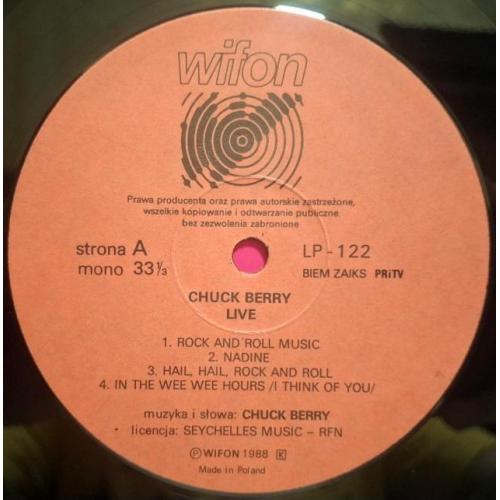 wifon
Prawa producenta oraz prawa autorskie zastrzeżone,
wszelkie kopiowanie i odtwarzanie publiczne
bez zezwolenia zabronione
strona A
mono 33⅓
LP - 122
BIEM ZAIKS PRiTV
CHUCK BERRY
LIVE
1. ROCK AND ROLL MUSIC
2. NADINE
3. HAIL, HAIL, ROCK AND ROLL
4. IN THE WEE WEE HOURS /I THINK OF YOU/
muzyka i słowa: CHUCK BERRY
licencja: SEYCHELLES MUSIC – RFN
Ⓟ WIFON 1988 K
Made in Poland